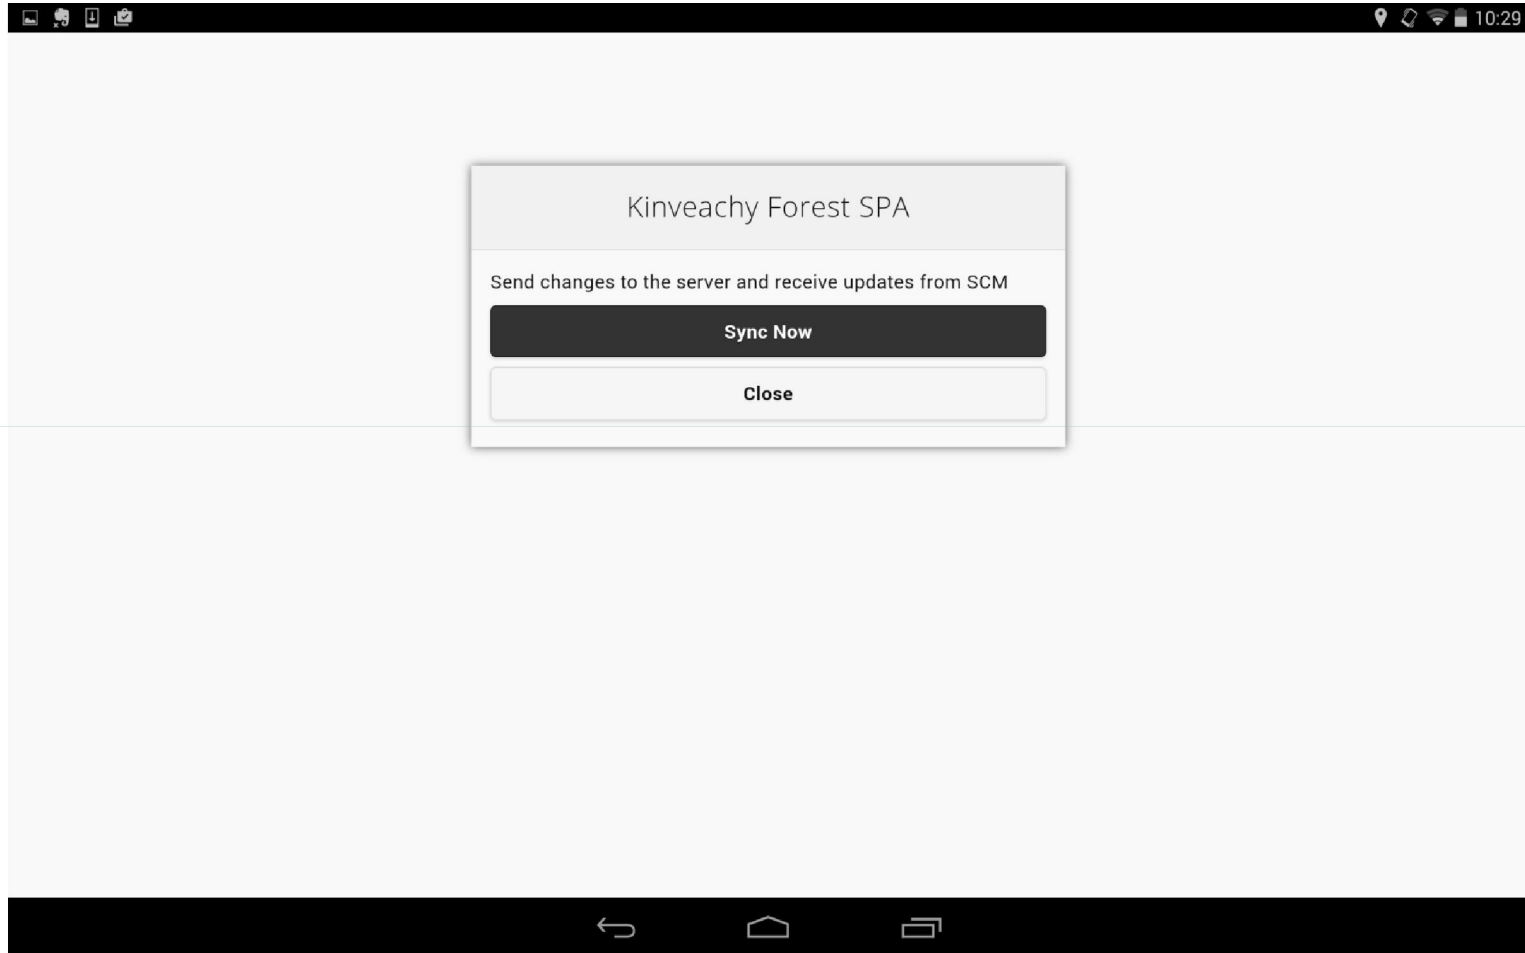 10:29
Kinveachy Forest SPA
Send changes to the server and receive updates from SCM
Sync Now
Close